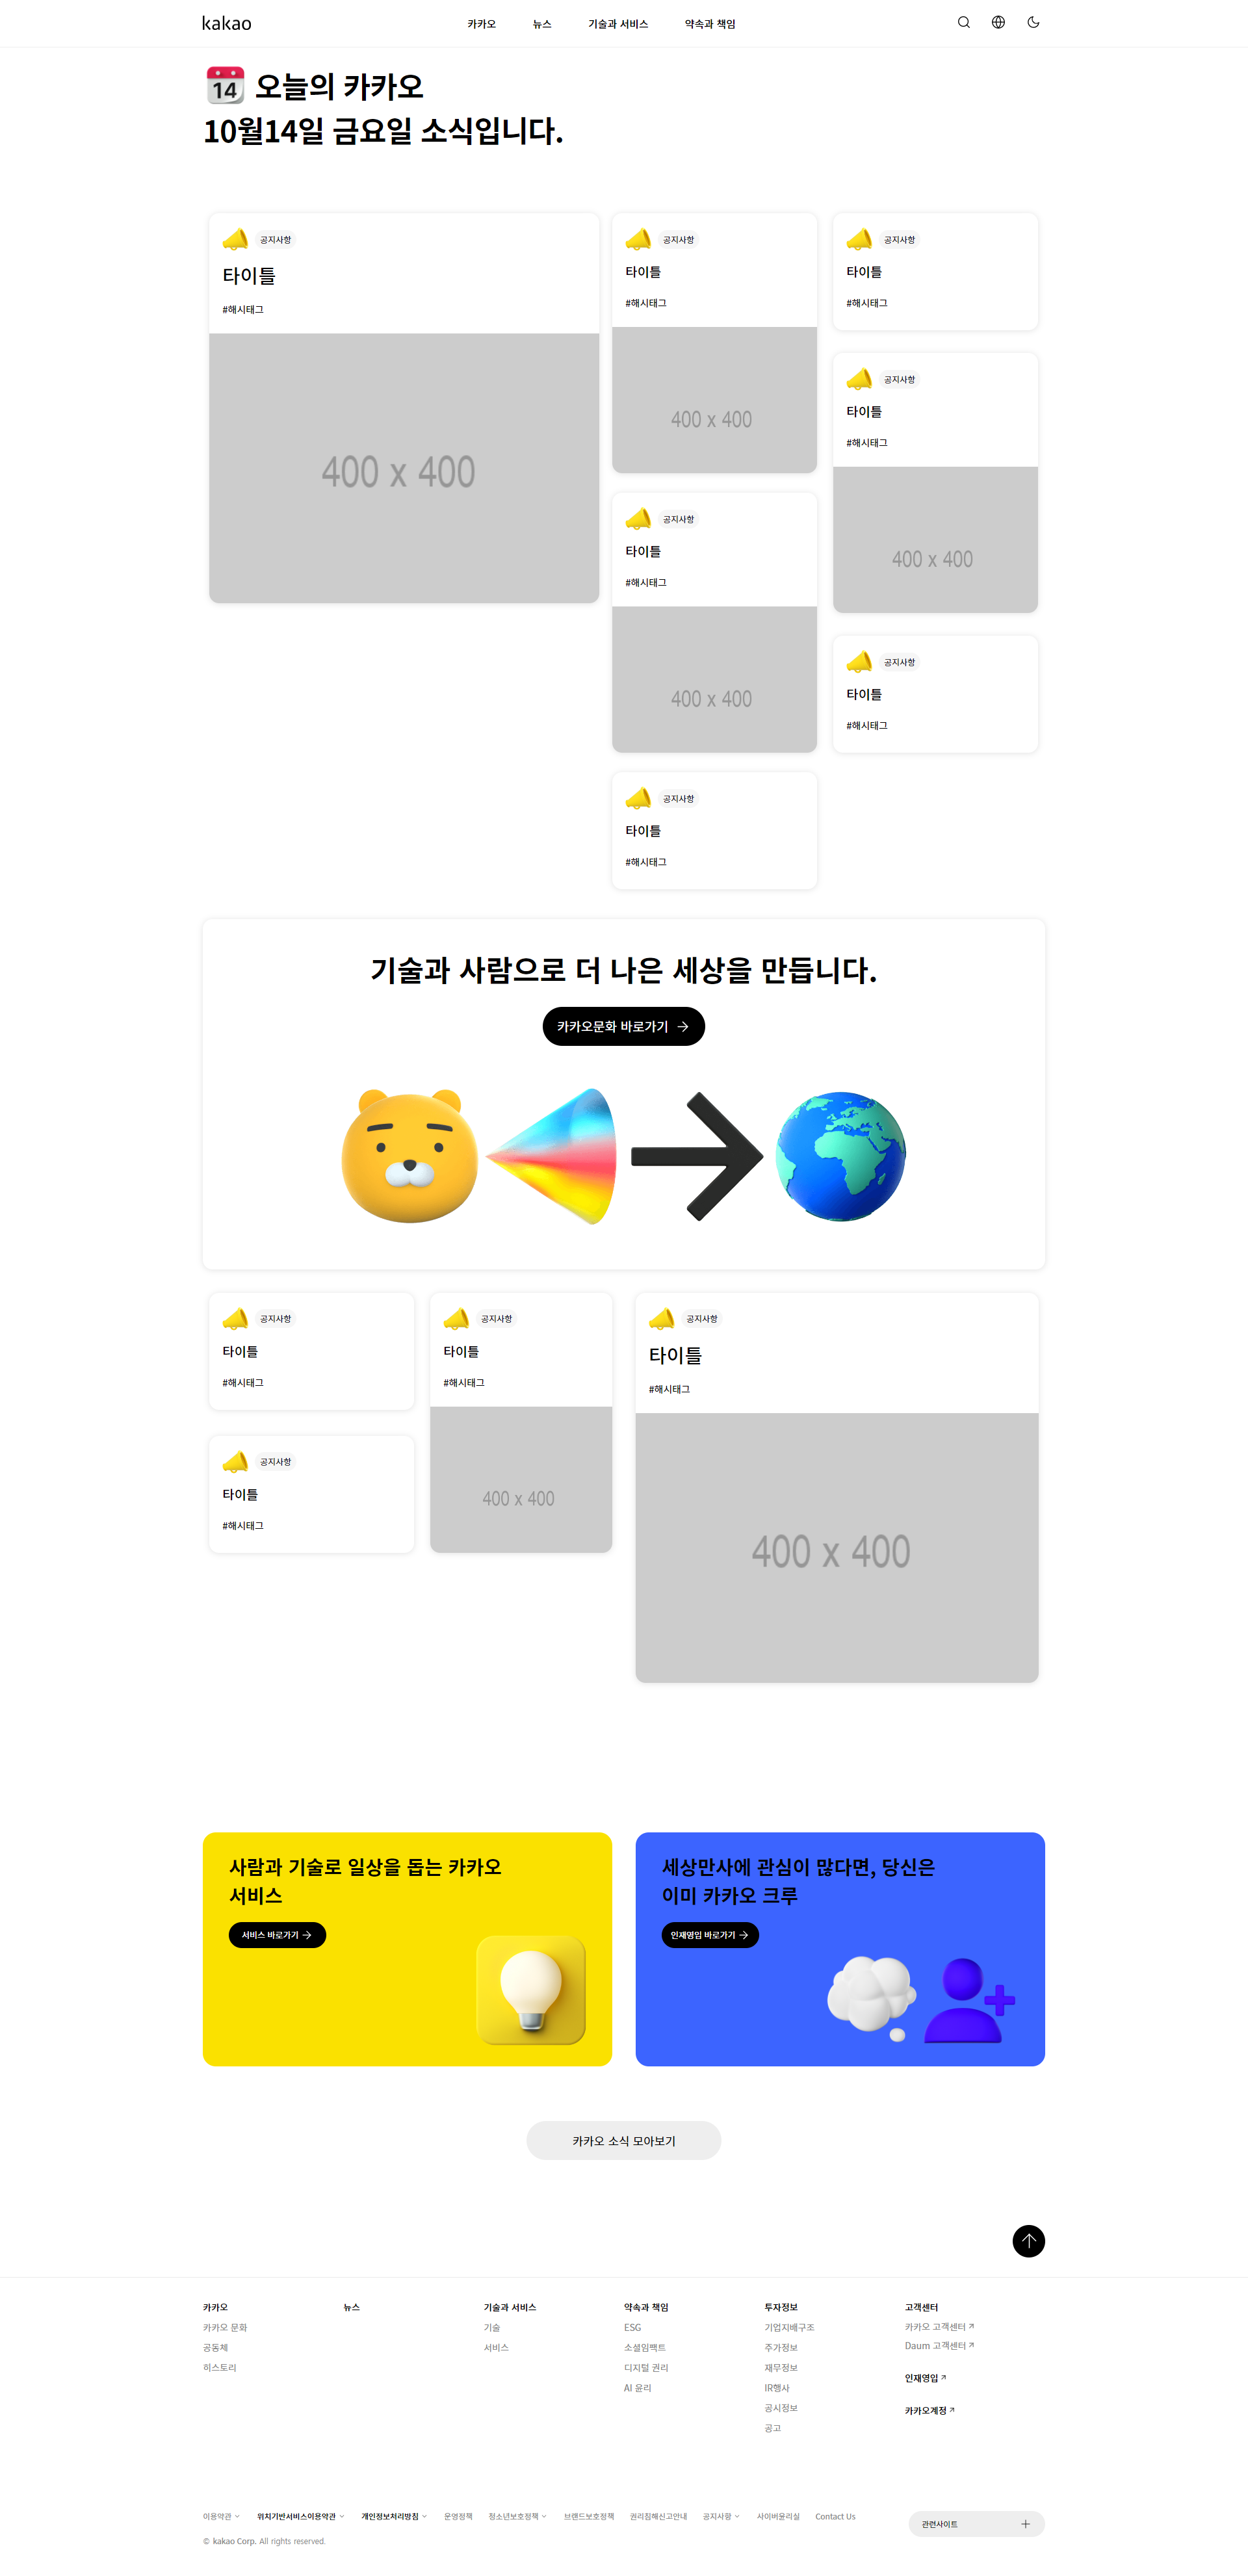 kakao
카카오 뉴스 기술과 서비스 약속과 책임
14 오늘의 카카오
10월14일 금요일 소식입니다.
공지사항
타이틀
#해시태그
400 x 400
공지사항
타이틀
#해시태그
400 x 400
공지사항
타이틀
#해시태그
400 x 400
공지사항
타이틀
#해시태그
공지사항
타이틀
#해시태그
공지사항
타이틀
#해시태그
400 x 400
공지사항
타이틀
#해시태그
기술과 사람으로 더 나은 세상을 만듭니다.
카카오문화 바로가기
공지사항
타이틀
#해시태그
공지사항
타이틀
#해시태그
공지사항
타이틀
#해시태그
400 x 400
공지사항
타이틀
#해시태그
400 x 400
사람과 기술로 일상을 돕는 카카오
서비스
서비스 바로가기
세상만사에 관심이 많다면, 당신은
이미 카카오 크루
인재영입 바로가기
카카오 소식 모아보기
카카오
카카오 문화
공동체
히스토리
뉴스
기술과 서비스
기술
서비스
약속과 책임
ESG
소셜임팩트
디지털 권리
AI 윤리
투자정보
기업지배구조
주가정보
재무정보
IR행사
공시정보
공고
고객센터
카카오 고객센터
Daum 고객센터
인재영입
카카오계정
이용약관 위치기반서비스이용약관 개인정보처리방침 운영정책 청소년보호정책 브랜드보호정책 권리침해신고안내 공지사항 사이버윤리실 Contact Us
관련사이트
© kakao Corp. All rights reserved.